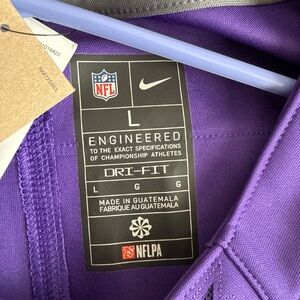 NFL
L
ENGINEERED
TO THE EXACT SPECIFICATIONS
OF CHAMPIONSHIP ATHLETES
DRI-FIT
L G G
MADE IN GUATEMALA
FABRIQUÉ AU GUATEMALA
NFLPA